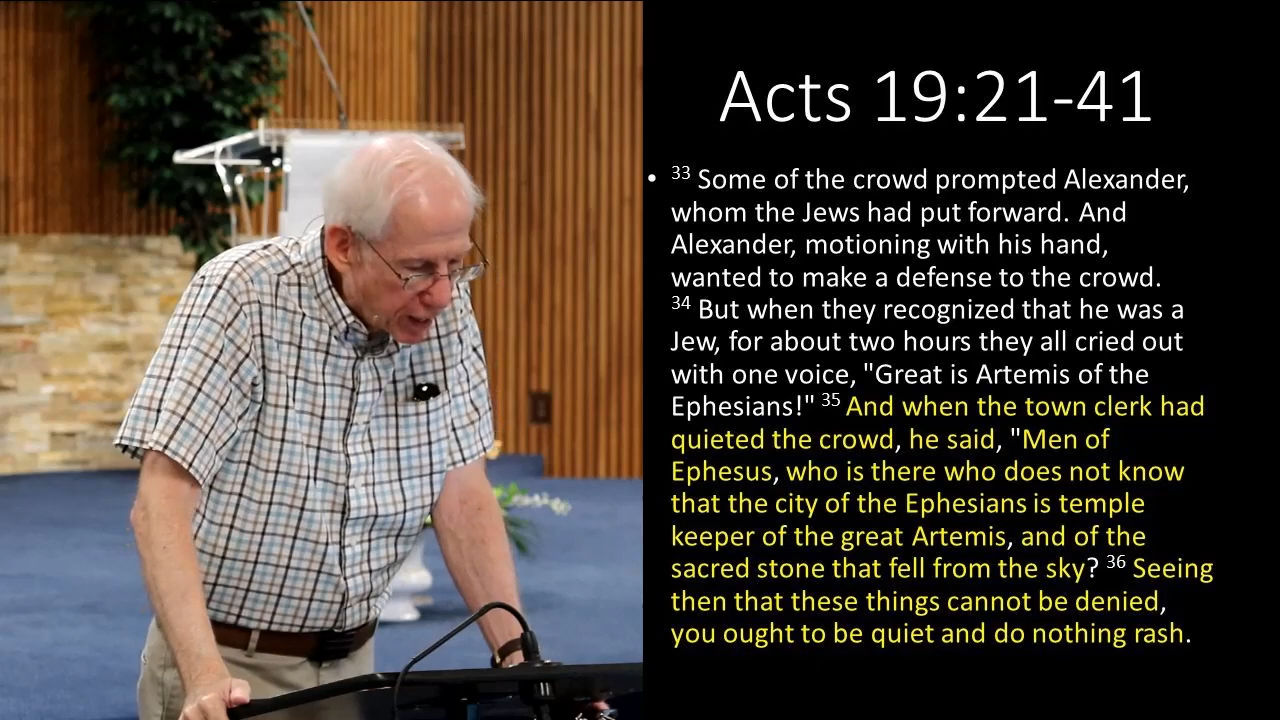 Acts 19:21-41
• 33 Some of the crowd prompted Alexander,
whom the Jews had put forward. And
Alexander, motioning with his hand,
wanted to make a defense to the crowd.
34 But when they recognized that he was a
Jew, for about two hours they all cried out
with one voice, "Great is Artemis of the
Ephesians!" 35 And when the town clerk had
quieted the crowd, he said, "Men of
Ephesus, who is there who does not know
that the city of the Ephesians is temple
keeper of the great Artemis, and of the
sacred stone that fell from the sky? 36 Seeing
then that these things cannot be denied,
you ought to be quiet and do nothing rash.